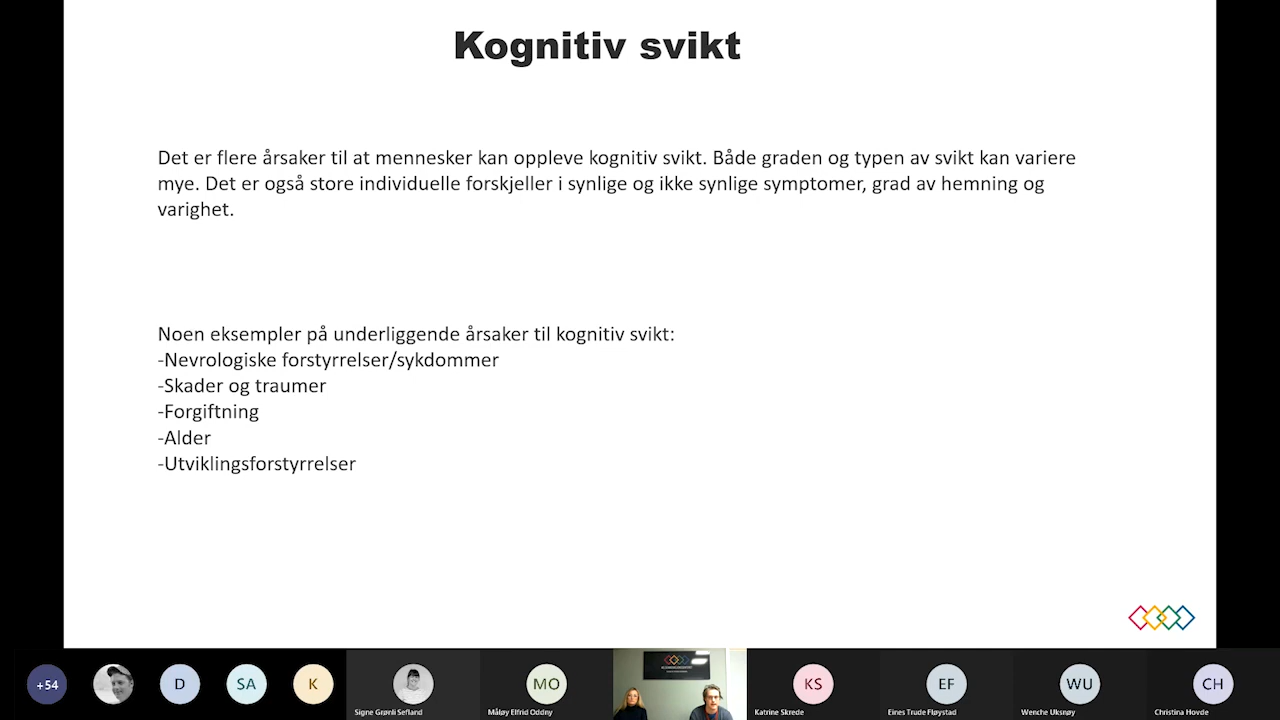 Kognitiv svikt
Det er flere årsaker til at mennesker kan oppleve kognitiv svikt. Både graden og typen av svikt kan variere
mye. Det er også store individuelle forskjeller i synlige og ikke synlige symptomer, grad av hemning og
varighet.
Noen eksempler på underliggende årsaker til kognitiv svikt:
-Nevrologiske forstyrrelser/sykdommer
-Skader og traumer
-Forgiftning
-Alder
-Utviklingsforstyrrelser
+54
D
SA
K
Signe Grønli Sefland
MO
Måløy Elfrid Oddny
KS
Katrine Skrede
EF
Eines Trude Fløystad
WU
Wenche Uksnøy
CH
Christina Hovde